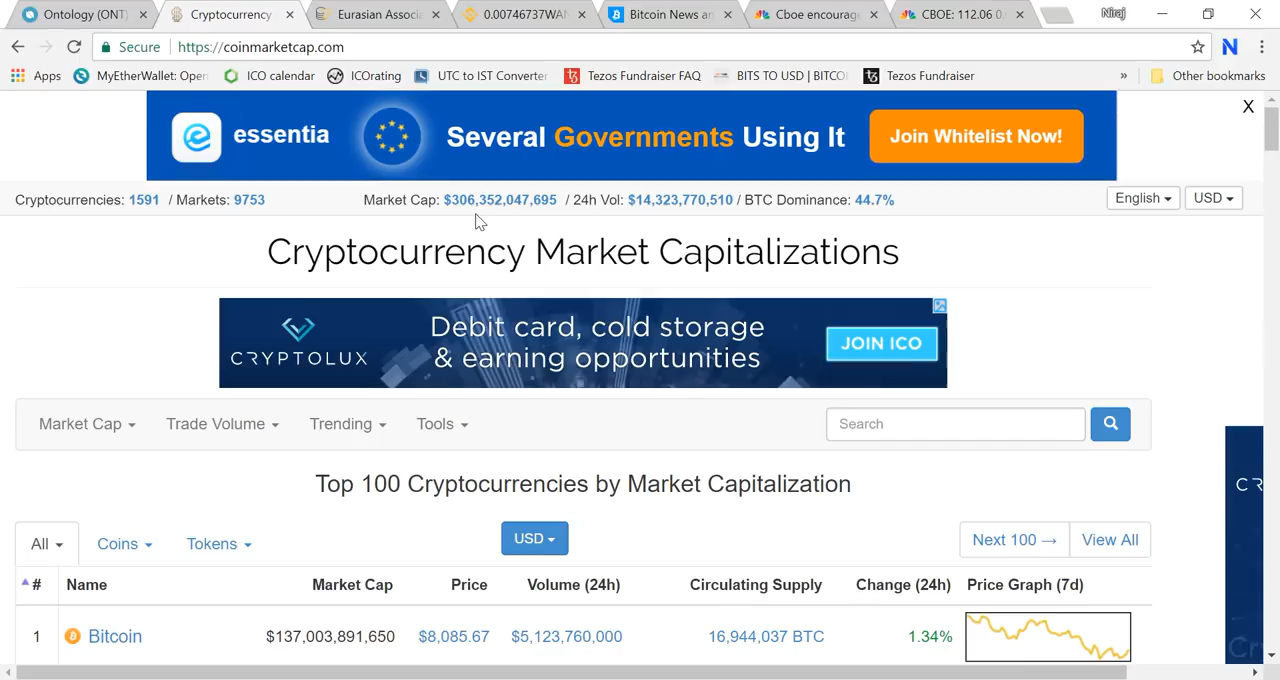 Ontology (ONT)
Cryptocurrency
Eurasian Associ
0.00746737WAN
Bitcoin News an
Cboe encourag
CBOE: 112.06 0.
Niraj
Secure
https://coinmarketcap.com
Apps
MyEtherWallet: Open
ICO calendar
ICOrating
UTC to IST Converter
Tezos Fundraiser FAQ
BITS TO USD | BITCO
Tezos Fundraiser
»
Other bookmarks
essentia
Several Governments Using It
Join Whitelist Now!
X
Cryptocurrencies: 1591 / Markets: 9753
Market Cap: $306,352,047,695 / 24h Vol: $14,323,770,510 / BTC Dominance: 44.7%
English
USD
Cryptocurrency Market Capitalizations
CRYPTOLUX
Debit card, cold storage
& earning opportunities
JOIN ICO
Market Cap
Trade Volume
Trending
Tools
Search
CR
Top 100 Cryptocurrencies by Market Capitalization
All
Coins
Tokens
USD
Next 100 →
View All
# Name Market Cap Price Volume (24h) Circulating Supply Change (24h) Price Graph (7d)
1 Bitcoin $137,003,891,650 $8,085.67 $5,123,760,000 16,944,037 BTC 1.34%